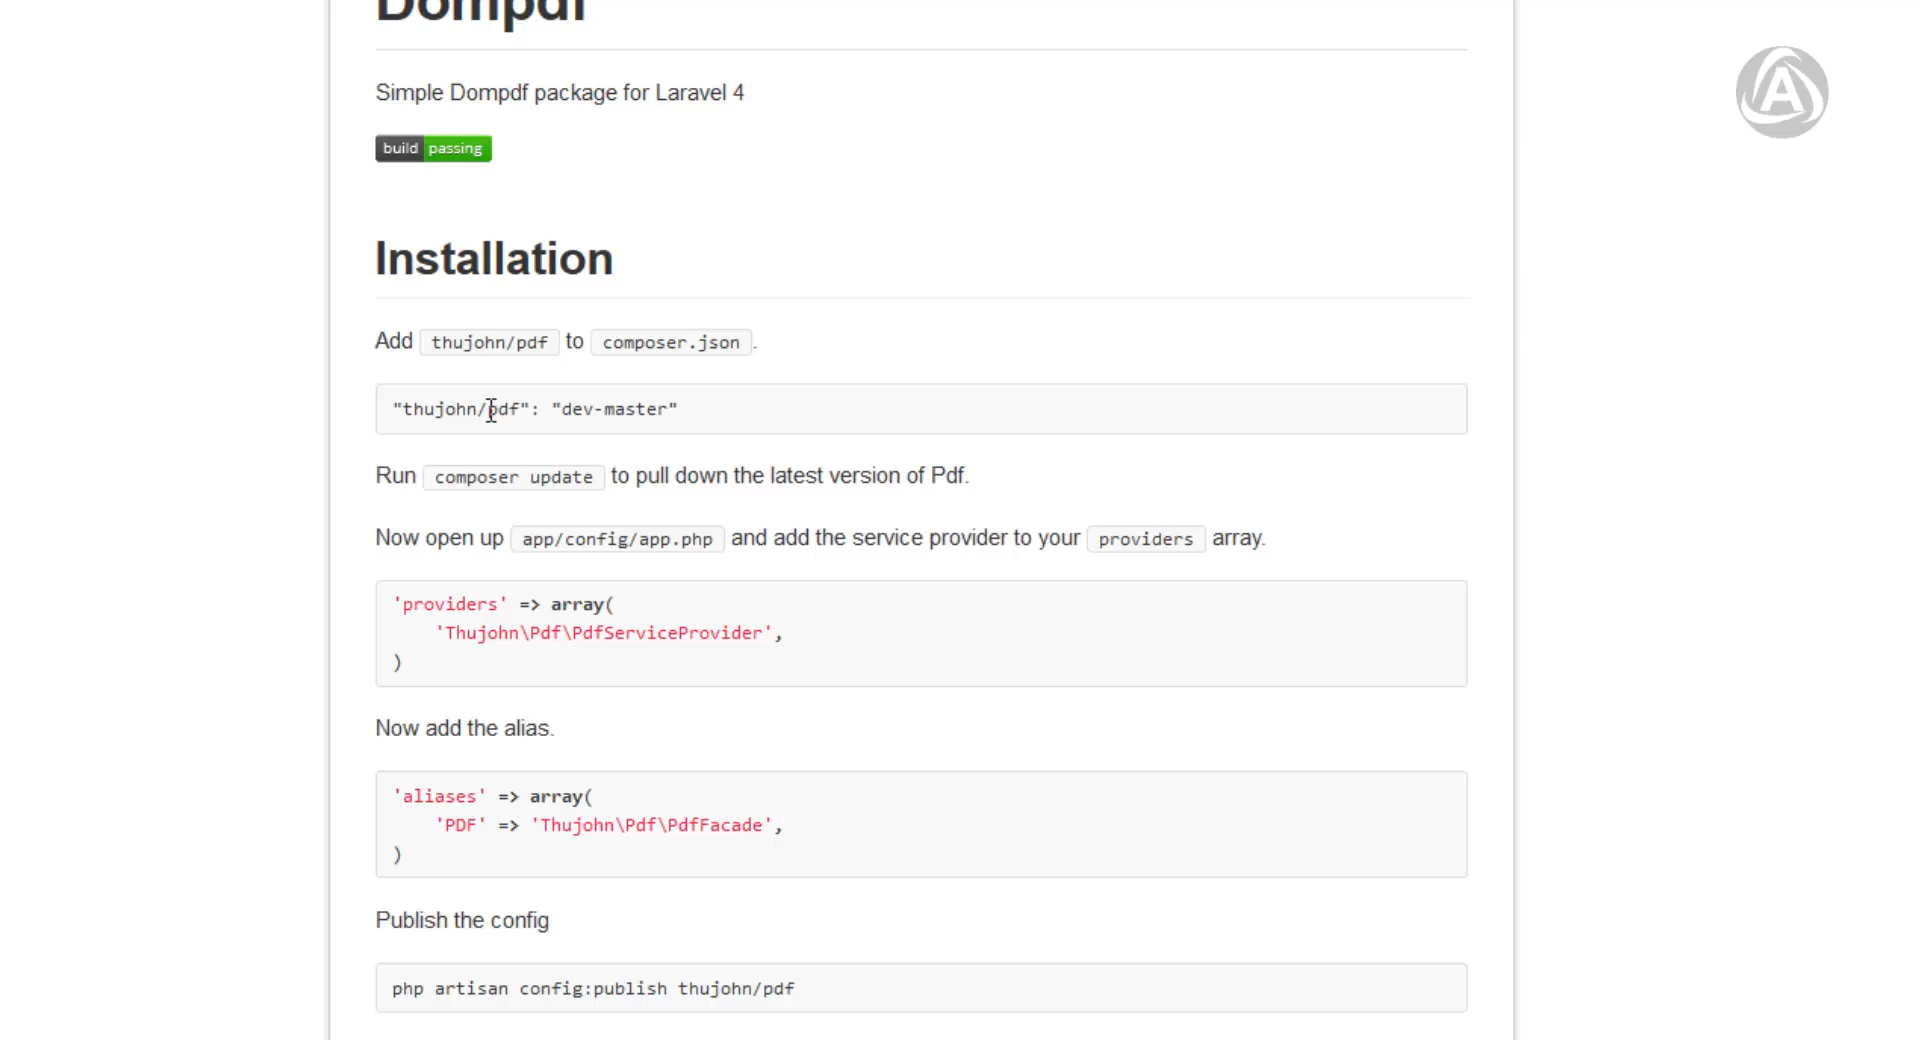 Dompdf
Simple Dompdf package for Laravel 4
build passing
Installation
Add thujohn/pdf to composer.json.
"thujohn/pdf": "dev-master"
Run composer update to pull down the latest version of Pdf.
Now open up app/config/app.php and add the service provider to your providers array.
'providers' => array(
    'Thujohn\Pdf\PdfServiceProvider',
)
Now add the alias.
'aliases' => array(
    'PDF' => 'Thujohn\Pdf\PdfFacade',
)
Publish the config
php artisan config:publish thujohn/pdf
A